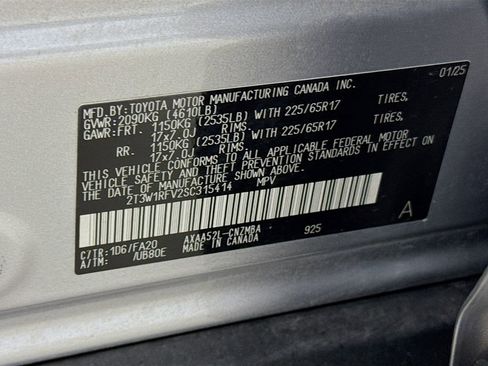 MFD.BY:TOYOTA MOTOR MANUFACTURING CANADA INC. 01/25
GVWR:2090KG (4610LB)
GAWR:FRT. 1150KG (2535LB) WITH 225/65R17 TIRES,
17x7.0J RIMS.
RR. 1150KG (2535LB) WITH 225/65R17 TIRES,
17x7.0J RIMS.
THIS VEHICLE CONFORMS TO ALL APPLICABLE FEDERAL MOTOR
VEHICLE SAFETY AND THEFT PREVENTION STANDARDS IN EFFECT ON
THE DATE OF MANUFACTURE SHOWN ABOVE.
2T3W1RFV2SC315414 MPV
A
C/TR:1D6/FA20 AXAA52L-CNZMBA 925
A/TM: /UB80E MADE IN CANADA